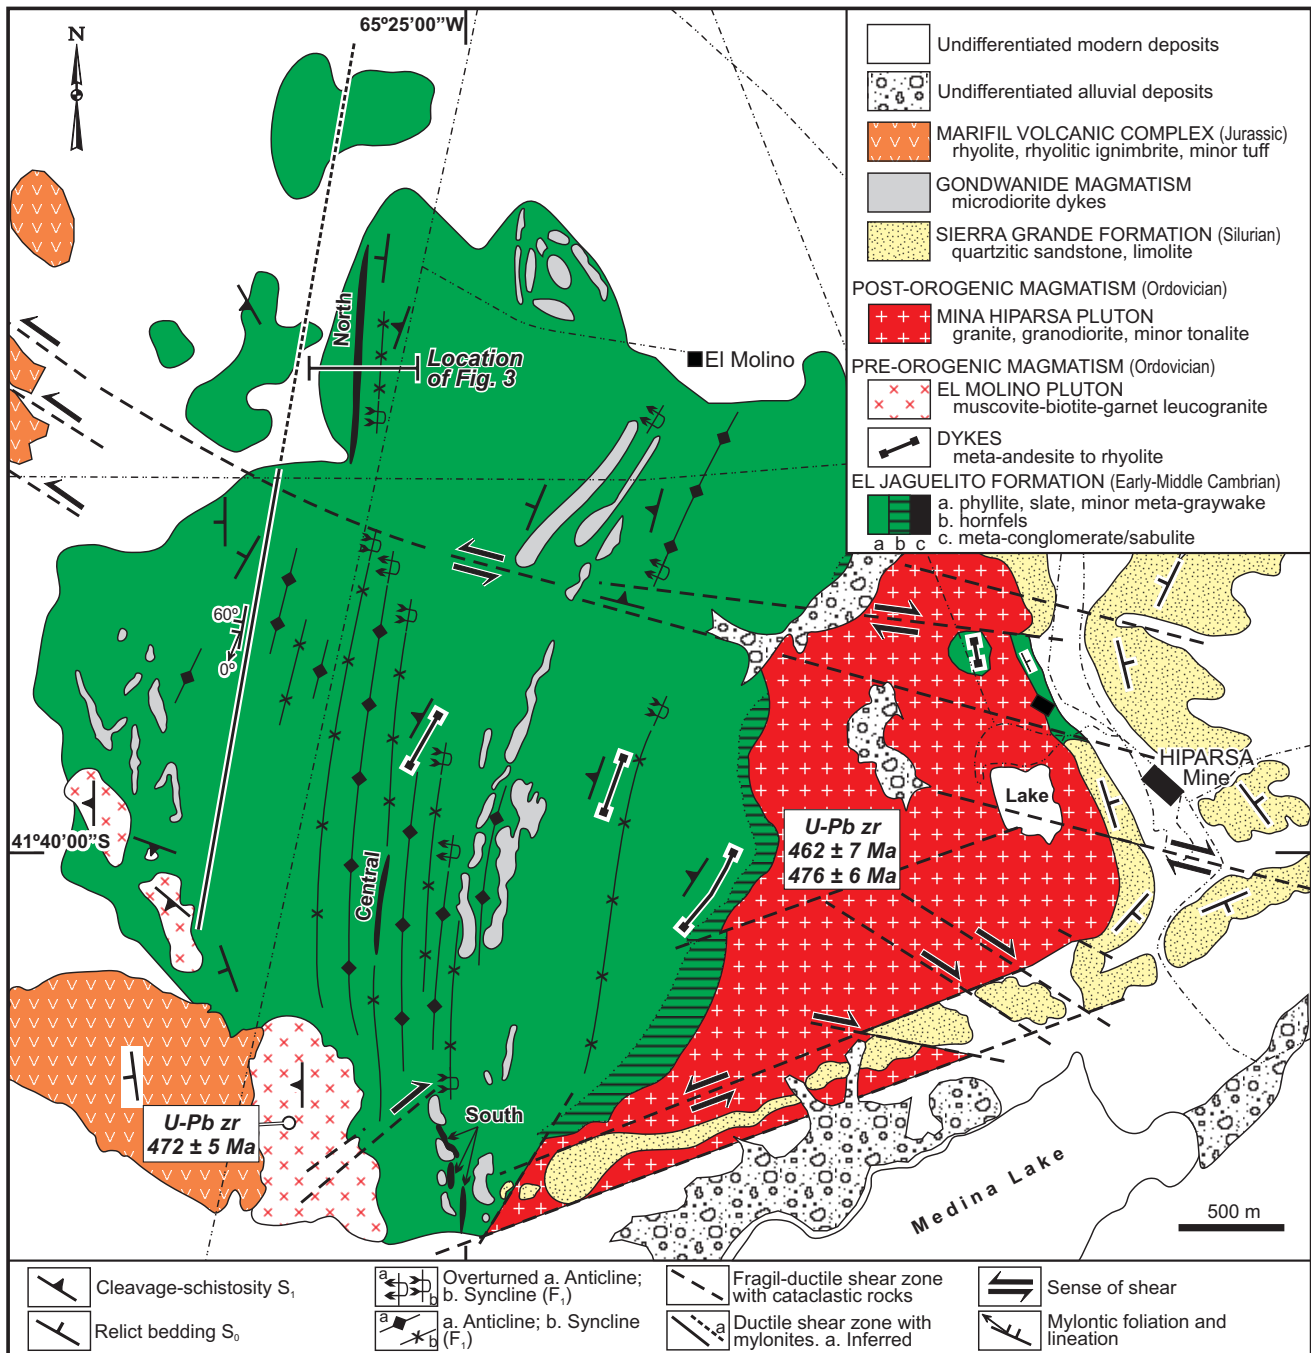 65º25'00"W
N
North
Location
of Fig. 3
El Molino
60º
0º
41º40'00"S
Central
South
U-Pb zr
472 ± 5 Ma
U-Pb zr
462 ± 7 Ma
476 ± 6 Ma
Lake
HIPARSA
Mine
Medina Lake
500 m
Undifferentiated modern deposits
Undifferentiated alluvial deposits
MARIFIL VOLCANIC COMPLEX (Jurassic)
rhyolite, rhyolitic ignimbrite, minor tuff
GONDWANIDE MAGMATISM
microdiorite dykes
SIERRA GRANDE FORMATION (Silurian)
quartzitic sandstone, limolite
POST-OROGENIC MAGMATISM (Ordovician)
MINA HIPARSA PLUTON
granite, granodiorite, minor tonalite
PRE-OROGENIC MAGMATISM (Ordovician)
EL MOLINO PLUTON
muscovite-biotite-garnet leucogranite
DYKES
meta-andesite to rhyolite
EL JAGUELITO FORMATION (Early-Middle Cambrian)
a. phyllite, slate, minor meta-graywake
b. hornfels
c. meta-conglomerate/sabulite
a b c
Cleavage-schistosity S₁
Relict bedding S₀
a
b
Overturned a. Anticline;
b. Syncline (F₁)
a
b
a. Anticline; b. Syncline
(F₁)
Fragil-ductile shear zone
with cataclastic rocks
a
Ductile shear zone with
mylonites. a. Inferred
Sense of shear
Mylontic foliation and
lineation